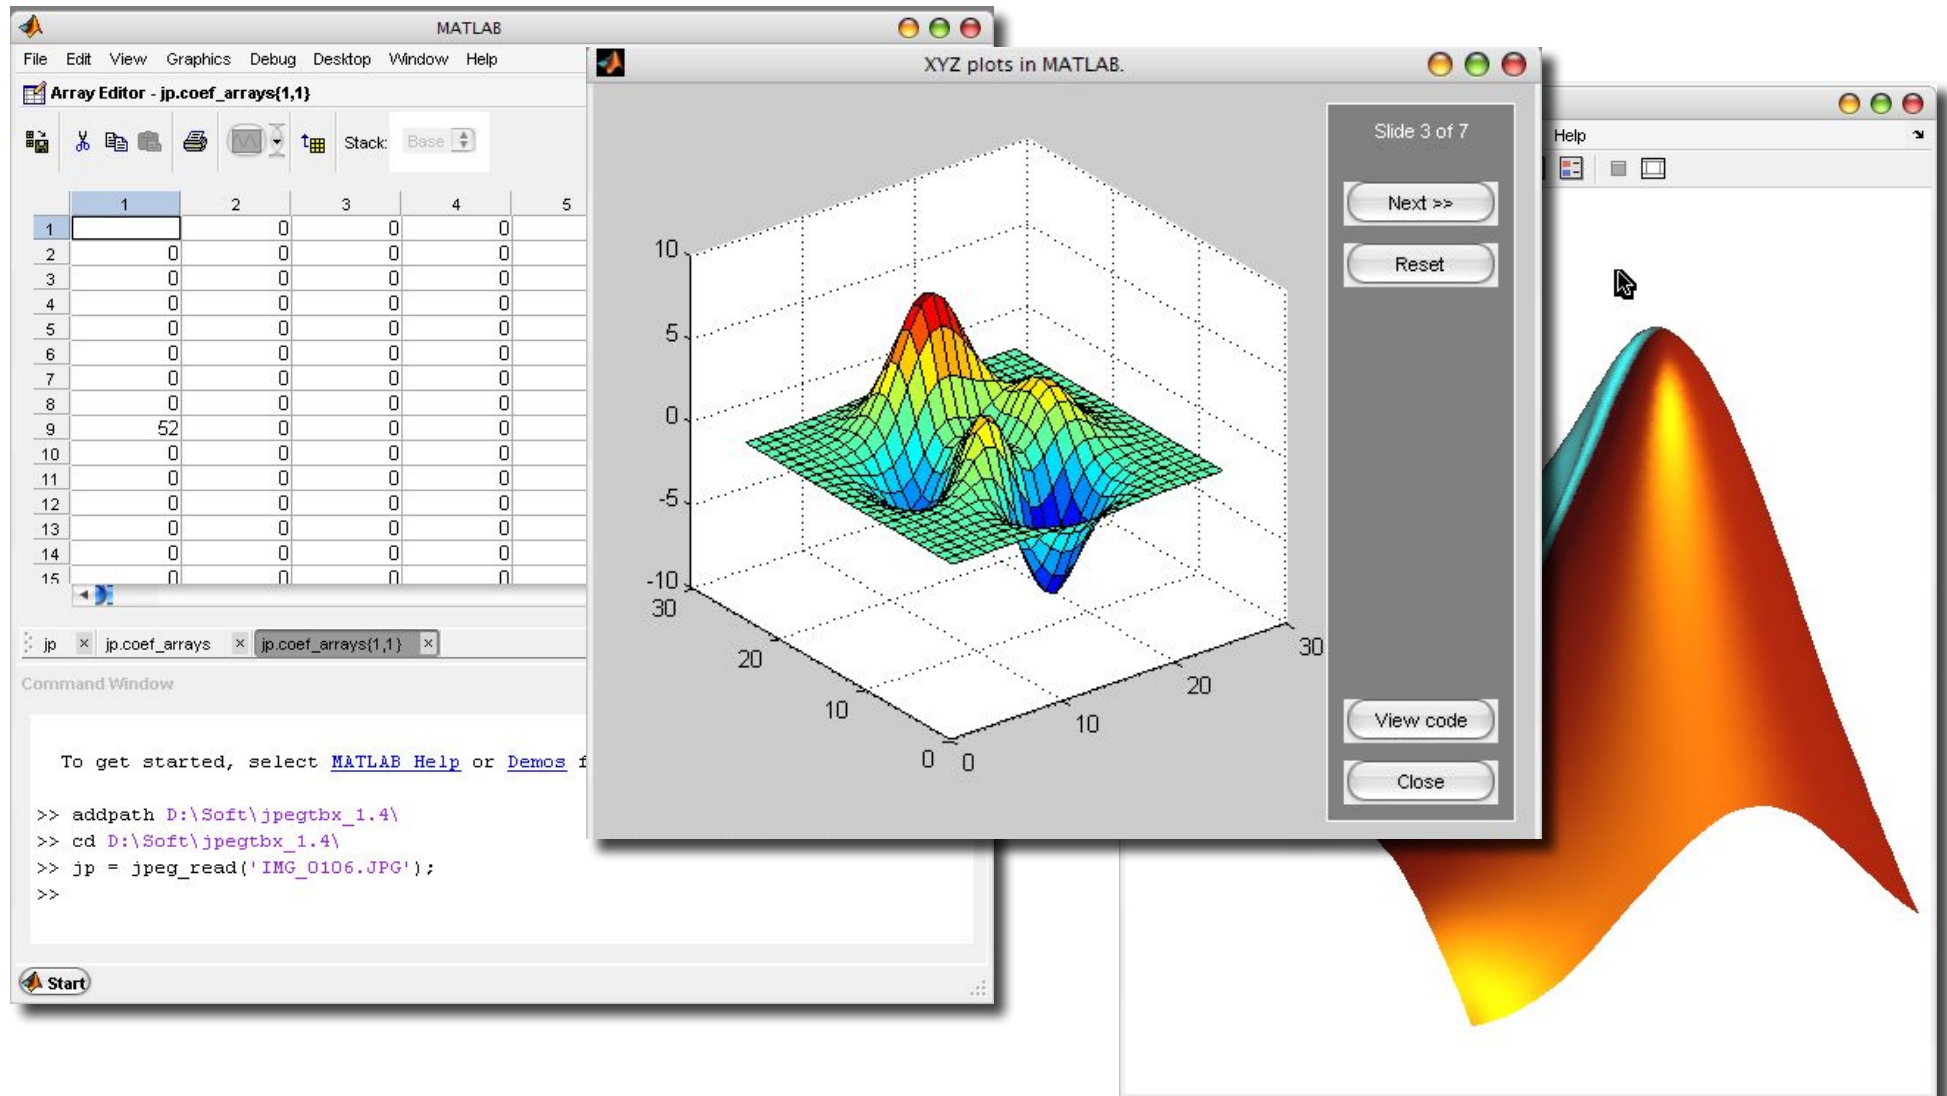 MATLAB
File Edit View Graphics Debug Desktop Window Help
Array Editor - jp.coef_arrays{1,1}
Stack: Base
1 2 3 4 5
1 0 0 0
2 0 0 0 0
3 0 0 0 0
4 0 0 0 0
5 0 0 0 0
6 0 0 0 0
7 0 0 0 0
8 0 0 0 0
9 52 0 0 0
10 0 0 0 0
11 0 0 0 0
12 0 0 0 0
13 0 0 0 0
14 0 0 0 0
15 0 0 0 0
jp jp.coef_arrays jp.coef_arrays{1,1}
Command Window
To get started, select MATLAB Help or Demos f
>> addpath D:\Soft\jpegtbx_1.4\
>> cd D:\Soft\jpegtbx_1.4\
>> jp = jpeg_read('IMG_0106.JPG');
>>
Start
XYZ plots in MATLAB.
10
5
0
-5
-10
30
20
10
0
0
10
20
30
Slide 3 of 7
Next >>
Reset
View code
Close
Help